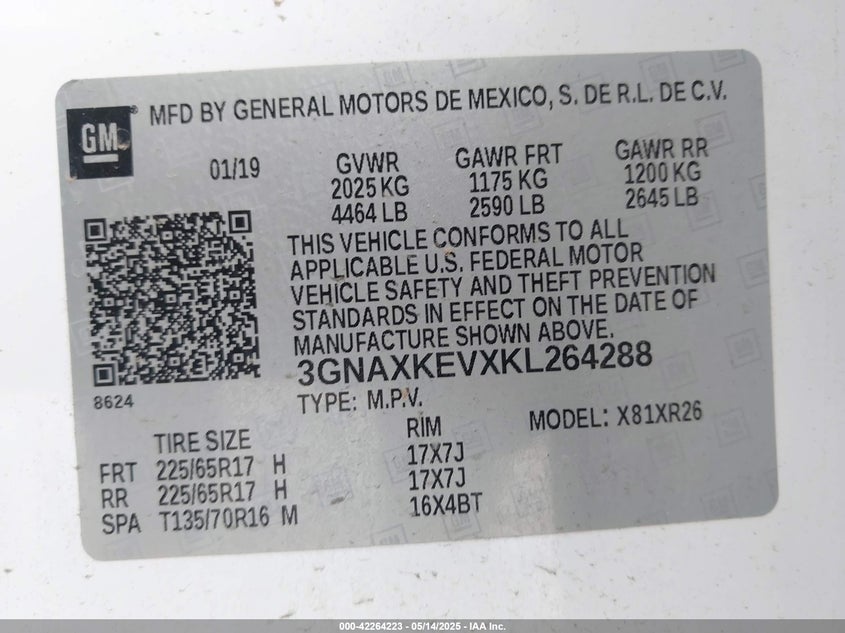 GM
MFD BY GENERAL MOTORS DE MEXICO, S. DE R.L. DE C.V.
01/19 GVWR GAWR FRT GAWR RR
2025 KG 1175 KG 1200 KG
4464 LB 2590 LB 2645 LB
THIS VEHICLE CONFORMS TO ALL
APPLICABLE U.S. FEDERAL MOTOR
VEHICLE SAFETY AND THEFT PREVENTION
STANDARDS IN EFFECT ON THE DATE OF
MANUFACTURE SHOWN ABOVE.
3GNAXKEVXKL264288
8624
TYPE: M.P.V. MODEL: X81XR26
TIRE SIZE RIM
FRT 225/65R17 H 17X7J
RR 225/65R17 H 17X7J
SPA T135/70R16 M 16X4BT
000-42264223 - 05/14/2025 - IAA Inc.